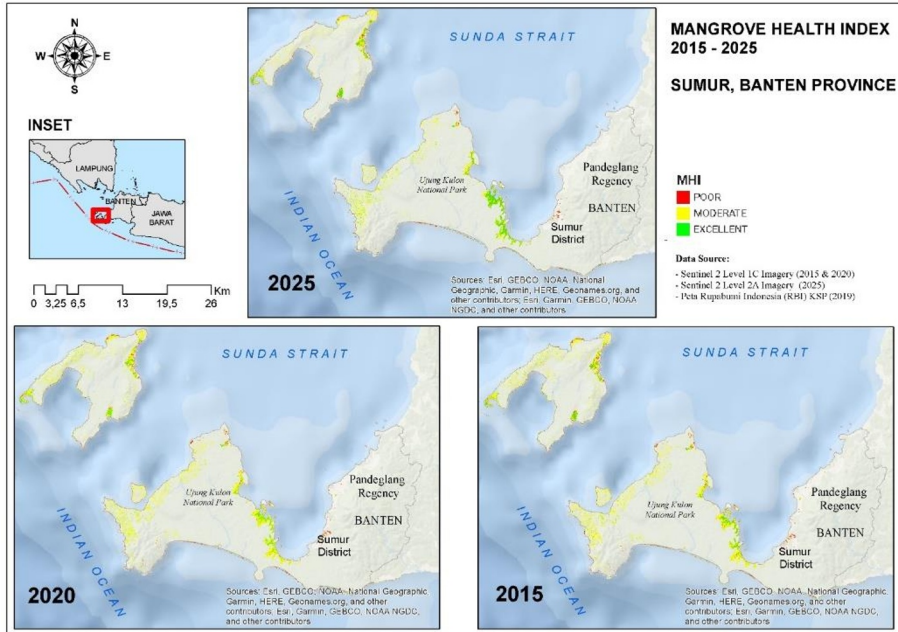 N
W E
S
INSET
LAMPUNG
BANTEN
JAWA
BARAT
Km
0 3,25 6,5 13 19,5 26
SUNDA STRAIT
Ujung Kulon
National Park
Pandeglang
Regency
BANTEN
Sumur
District
INDIAN OCEAN
2025
Sources: Esri, GEBCO, NOAA, National
Geographic, Garmin, HERE, Geonames.org, and
other contributors; Esri, Garmin, GEBCO, NOAA
NGDC, and other contributors
MANGROVE HEALTH INDEX
2015 - 2025
SUMUR, BANTEN PROVINCE
MHI
POOR
MODERATE
EXCELLENT
Data Source:
- Sentinel 2 Level 1C Imagery (2015 & 2020)
- Sentinel 2 Level 2A Imagery (2025)
- Peta Rupabumi Indonesia (RBI) KSP (2019)
SUNDA STRAIT
Ujung Kulon
National Park
Pandeglang
Regency
BANTEN
Sumur
District
INDIAN OCEAN
2020
Sources: Esri, GEBCO, NOAA, National Geographic,
Garmin, HERE, Geonames.org, and other
contributors, Esri, Garmin, GEBCO, NOAA NGDC,
and other contributors
SUNDA STRAIT
Ujung Kulon
National Park
Pandeglang
Regency
BANTEN
Sumur
District
INDIAN OCEAN
2015
Sources: Esri, GEBCO, NOAA, National Geographic,
Garmin, HERE, Geonames.org, and other
contributors; Esri, Garmin, GEBCO, NOAA NGDC,
and other contributors